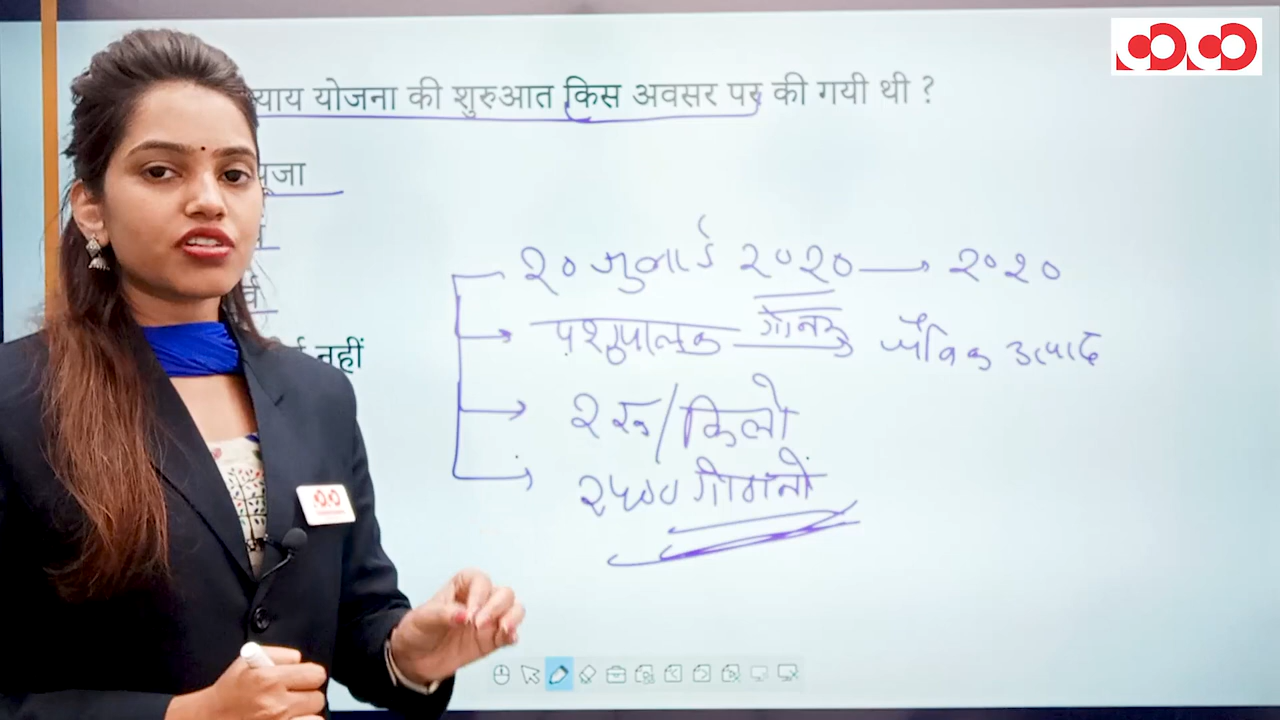 न्याय योजना की शुरुआत किस अवसर पर की गयी थी ?
पूजा
नहीं
२० जुलाई २०२० → २०२०
पशुपालक गोबर जैविक उत्पाद
२ रू/किलो
२५०० गोठानो